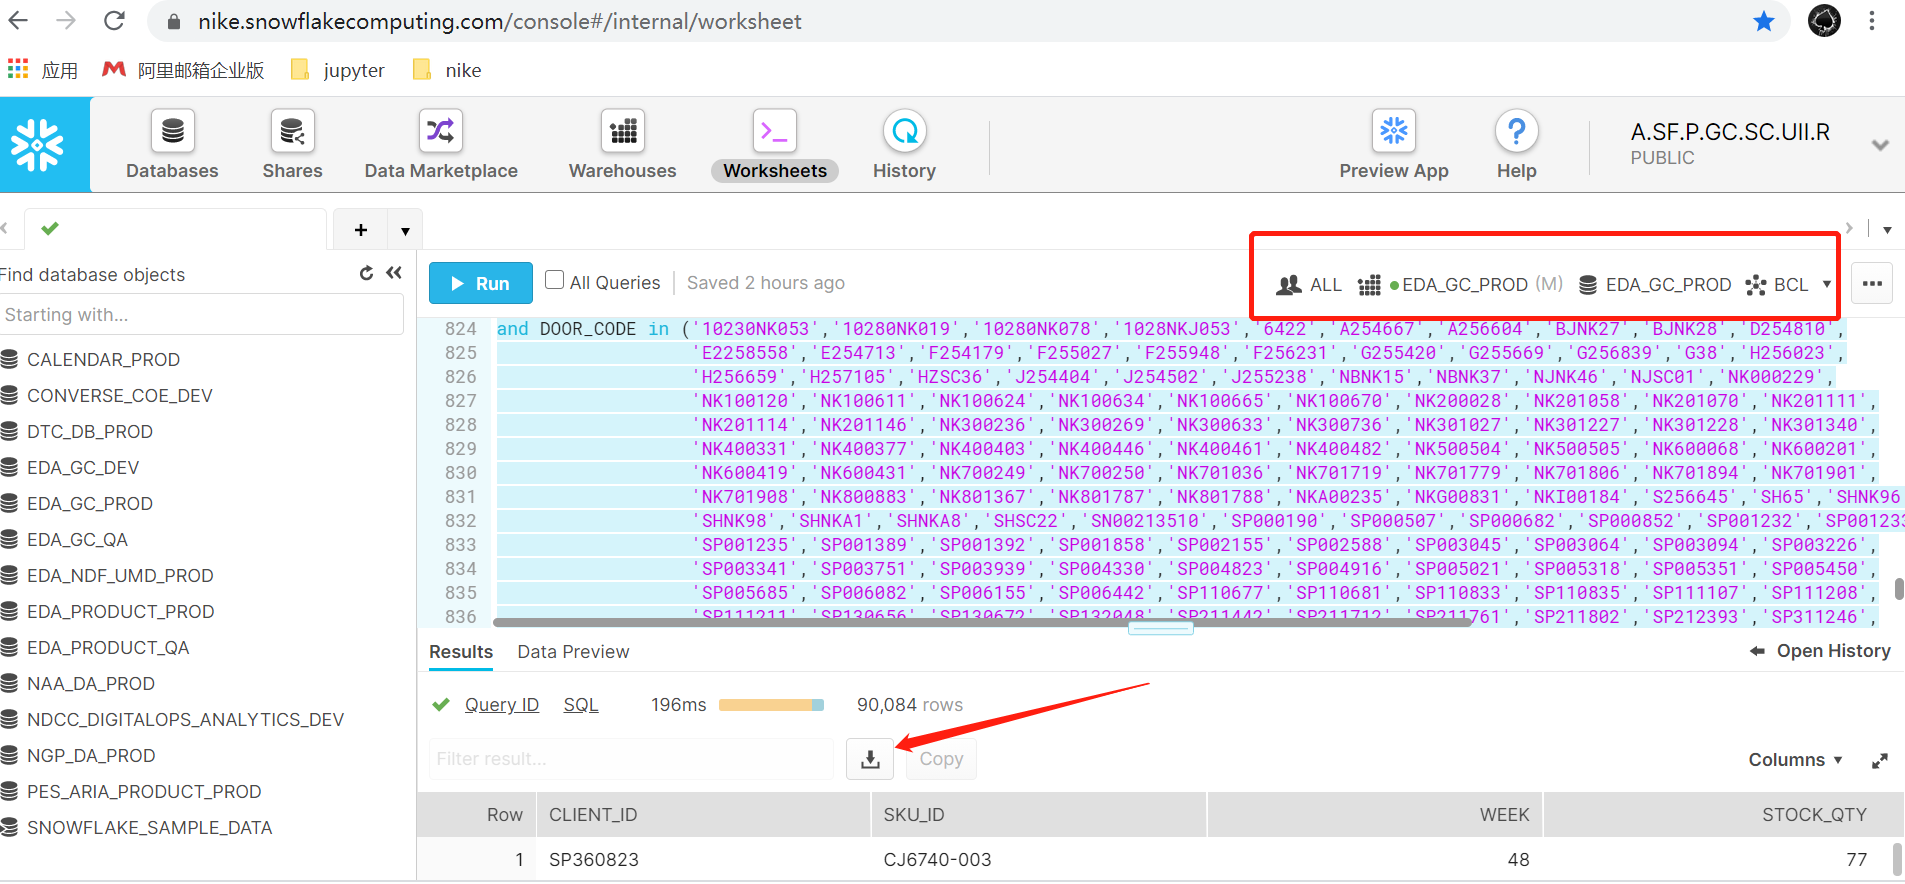 nike.snowflakecomputing.com/console#/internal/worksheet
应用 阿里邮箱企业版 jupyter nike
Databases Shares Data Marketplace Warehouses Worksheets History Preview App Help
A.SF.P.GC.SC.UII.R
PUBLIC
Find database objects
Starting with...
CALENDAR_PROD
CONVERSE_COE_DEV
DTC_DB_PROD
EDA_GC_DEV
EDA_GC_PROD
EDA_GC_QA
EDA_NDF_UMD_PROD
EDA_PRODUCT_PROD
EDA_PRODUCT_QA
NAA_DA_PROD
NDCC_DIGITALOPS_ANALYTICS_DEV
NGP_DA_PROD
PES_ARIA_PRODUCT_PROD
SNOWFLAKE_SAMPLE_DATA
Run All Queries Saved 2 hours ago ALL EDA_GC_PROD (M) EDA_GC_PROD BCL
824 and DOOR_CODE in ('10230NK053','10280NK019','10280NK078','1028NKJ053','6422','A254667','A256604','BJNK27','BJNK28','D254810',
825 'E2258558','E254713','F254179','F255027','F255948','F256231','G255420','G255669','G256839','G38','H256023',
826 'H256659','H257105','HZSC36','J254404','J254502','J255238','NBNK15','NBNK37','NJNK46','NJSC01','NK000229',
827 'NK100120','NK100611','NK100624','NK100634','NK100665','NK100670','NK200028','NK201058','NK201070','NK201111',
828 'NK201114','NK201146','NK300236','NK300269','NK300633','NK300736','NK301027','NK301227','NK301228','NK301340',
829 'NK400331','NK400377','NK400403','NK400446','NK400461','NK400482','NK500504','NK500505','NK600068','NK600201',
830 'NK600419','NK600431','NK700249','NK700250','NK701036','NK701719','NK701779','NK701806','NK701894','NK701901',
831 'NK701908','NK800883','NK801367','NK801787','NK801788','NKA00235','NKG00831','NKI00184','S256645','SH65','SHNK96
832 'SHNK98','SHNKA1','SHNKA8','SHSC22','SN00213510','SP000190','SP000507','SP000682','SP000852','SP001232','SP001233
833 'SP001235','SP001389','SP001392','SP001858','SP002155','SP002588','SP003045','SP003064','SP003094','SP003226',
834 'SP003341','SP003751','SP003939','SP004330','SP004823','SP004916','SP005021','SP005318','SP005351','SP005450',
835 'SP005685','SP006082','SP006155','SP006442','SP110677','SP110681','SP110833','SP110835','SP111107','SP111208',
836 'SP111211','SP130656','SP130672','SP132048','SP211442','SP211712','SP211761','SP211802','SP212393','SP311246',
Results Data Preview Open History
Query ID SQL 196ms 90,084 rows
Filter result... Copy Columns
Row CLIENT_ID SKU_ID WEEK STOCK_QTY
1 SP360823 CJ6740-003 48 77